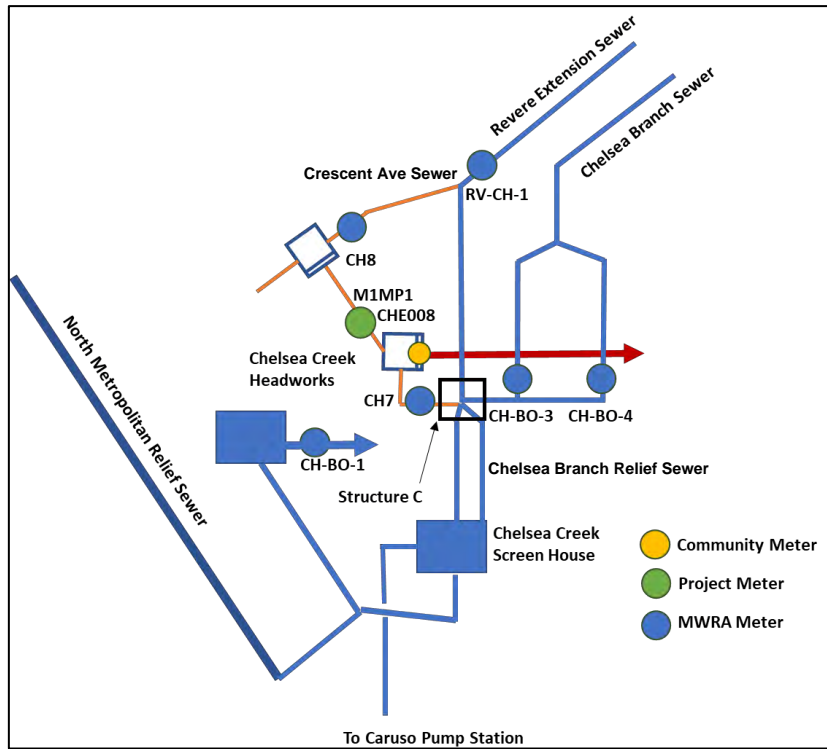 Revere Extension Sewer
Chelsea Branch Sewer
Crescent Ave Sewer
RV-CH-1
CH8
M1MP1
CHE008
North Metropolitan Relief Sewer
Chelsea Creek
Headworks
CH7
CH-BO-3
CH-BO-4
CH-BO-1
Structure C
Chelsea Branch Relief Sewer
Chelsea Creek
Screen House
Community Meter
Project Meter
MWRA Meter
To Caruso Pump Station